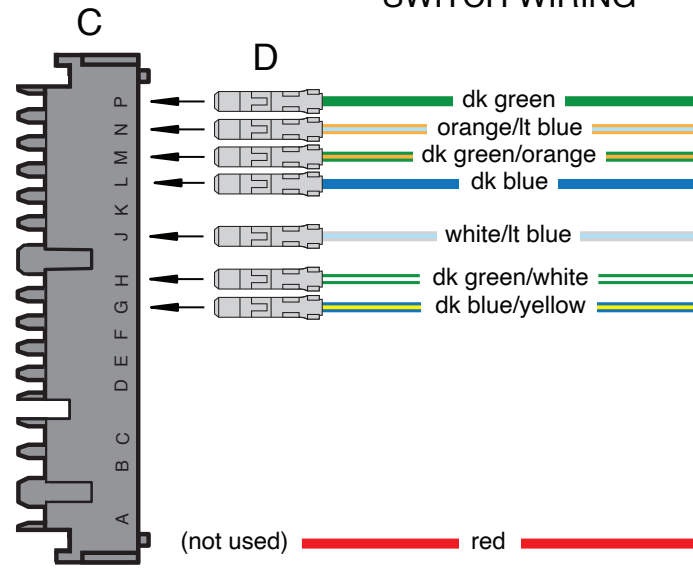 SWITCH WIRING
C
D
P
N
M
L
K
J
H
G
F
E
D
C
B
A
dk green
orange/lt blue
dk green/orange
dk blue
white/lt blue
dk green/white
dk blue/yellow
(not used) red